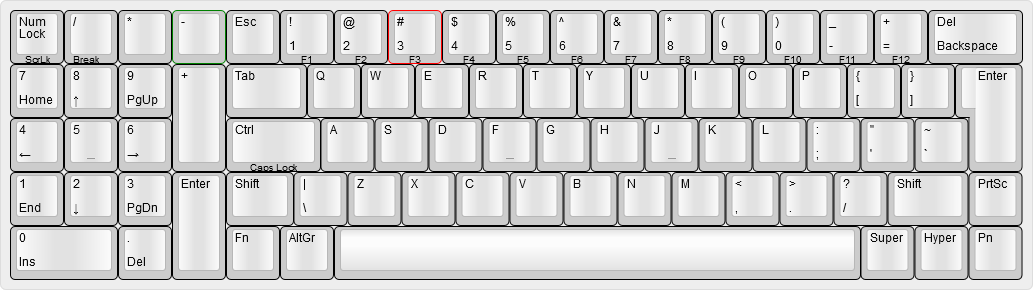 Num Lock / * - Esc ! @ # $ % ^ & * ( ) _ + Del
1 2 3 4 5 6 7 8 9 0 - = Backspace
ScrLk Break F1 F2 F3 F4 F5 F6 F7 F8 F9 F10 F11 F12
7 8 9 + Tab Q W E R T Y U I O P { } Enter
Home ↑ PgUp [ ]
4 5 6 Ctrl A S D F G H J K L : " ~
← _ → _ _ ; ' `
Caps Lock
1 2 3 Enter Shift | Z X C V B N M < > ? Shift PrtSc
End ↓ PgDn \ , . /
0 . Fn AltGr Super Hyper Pn
Ins Del